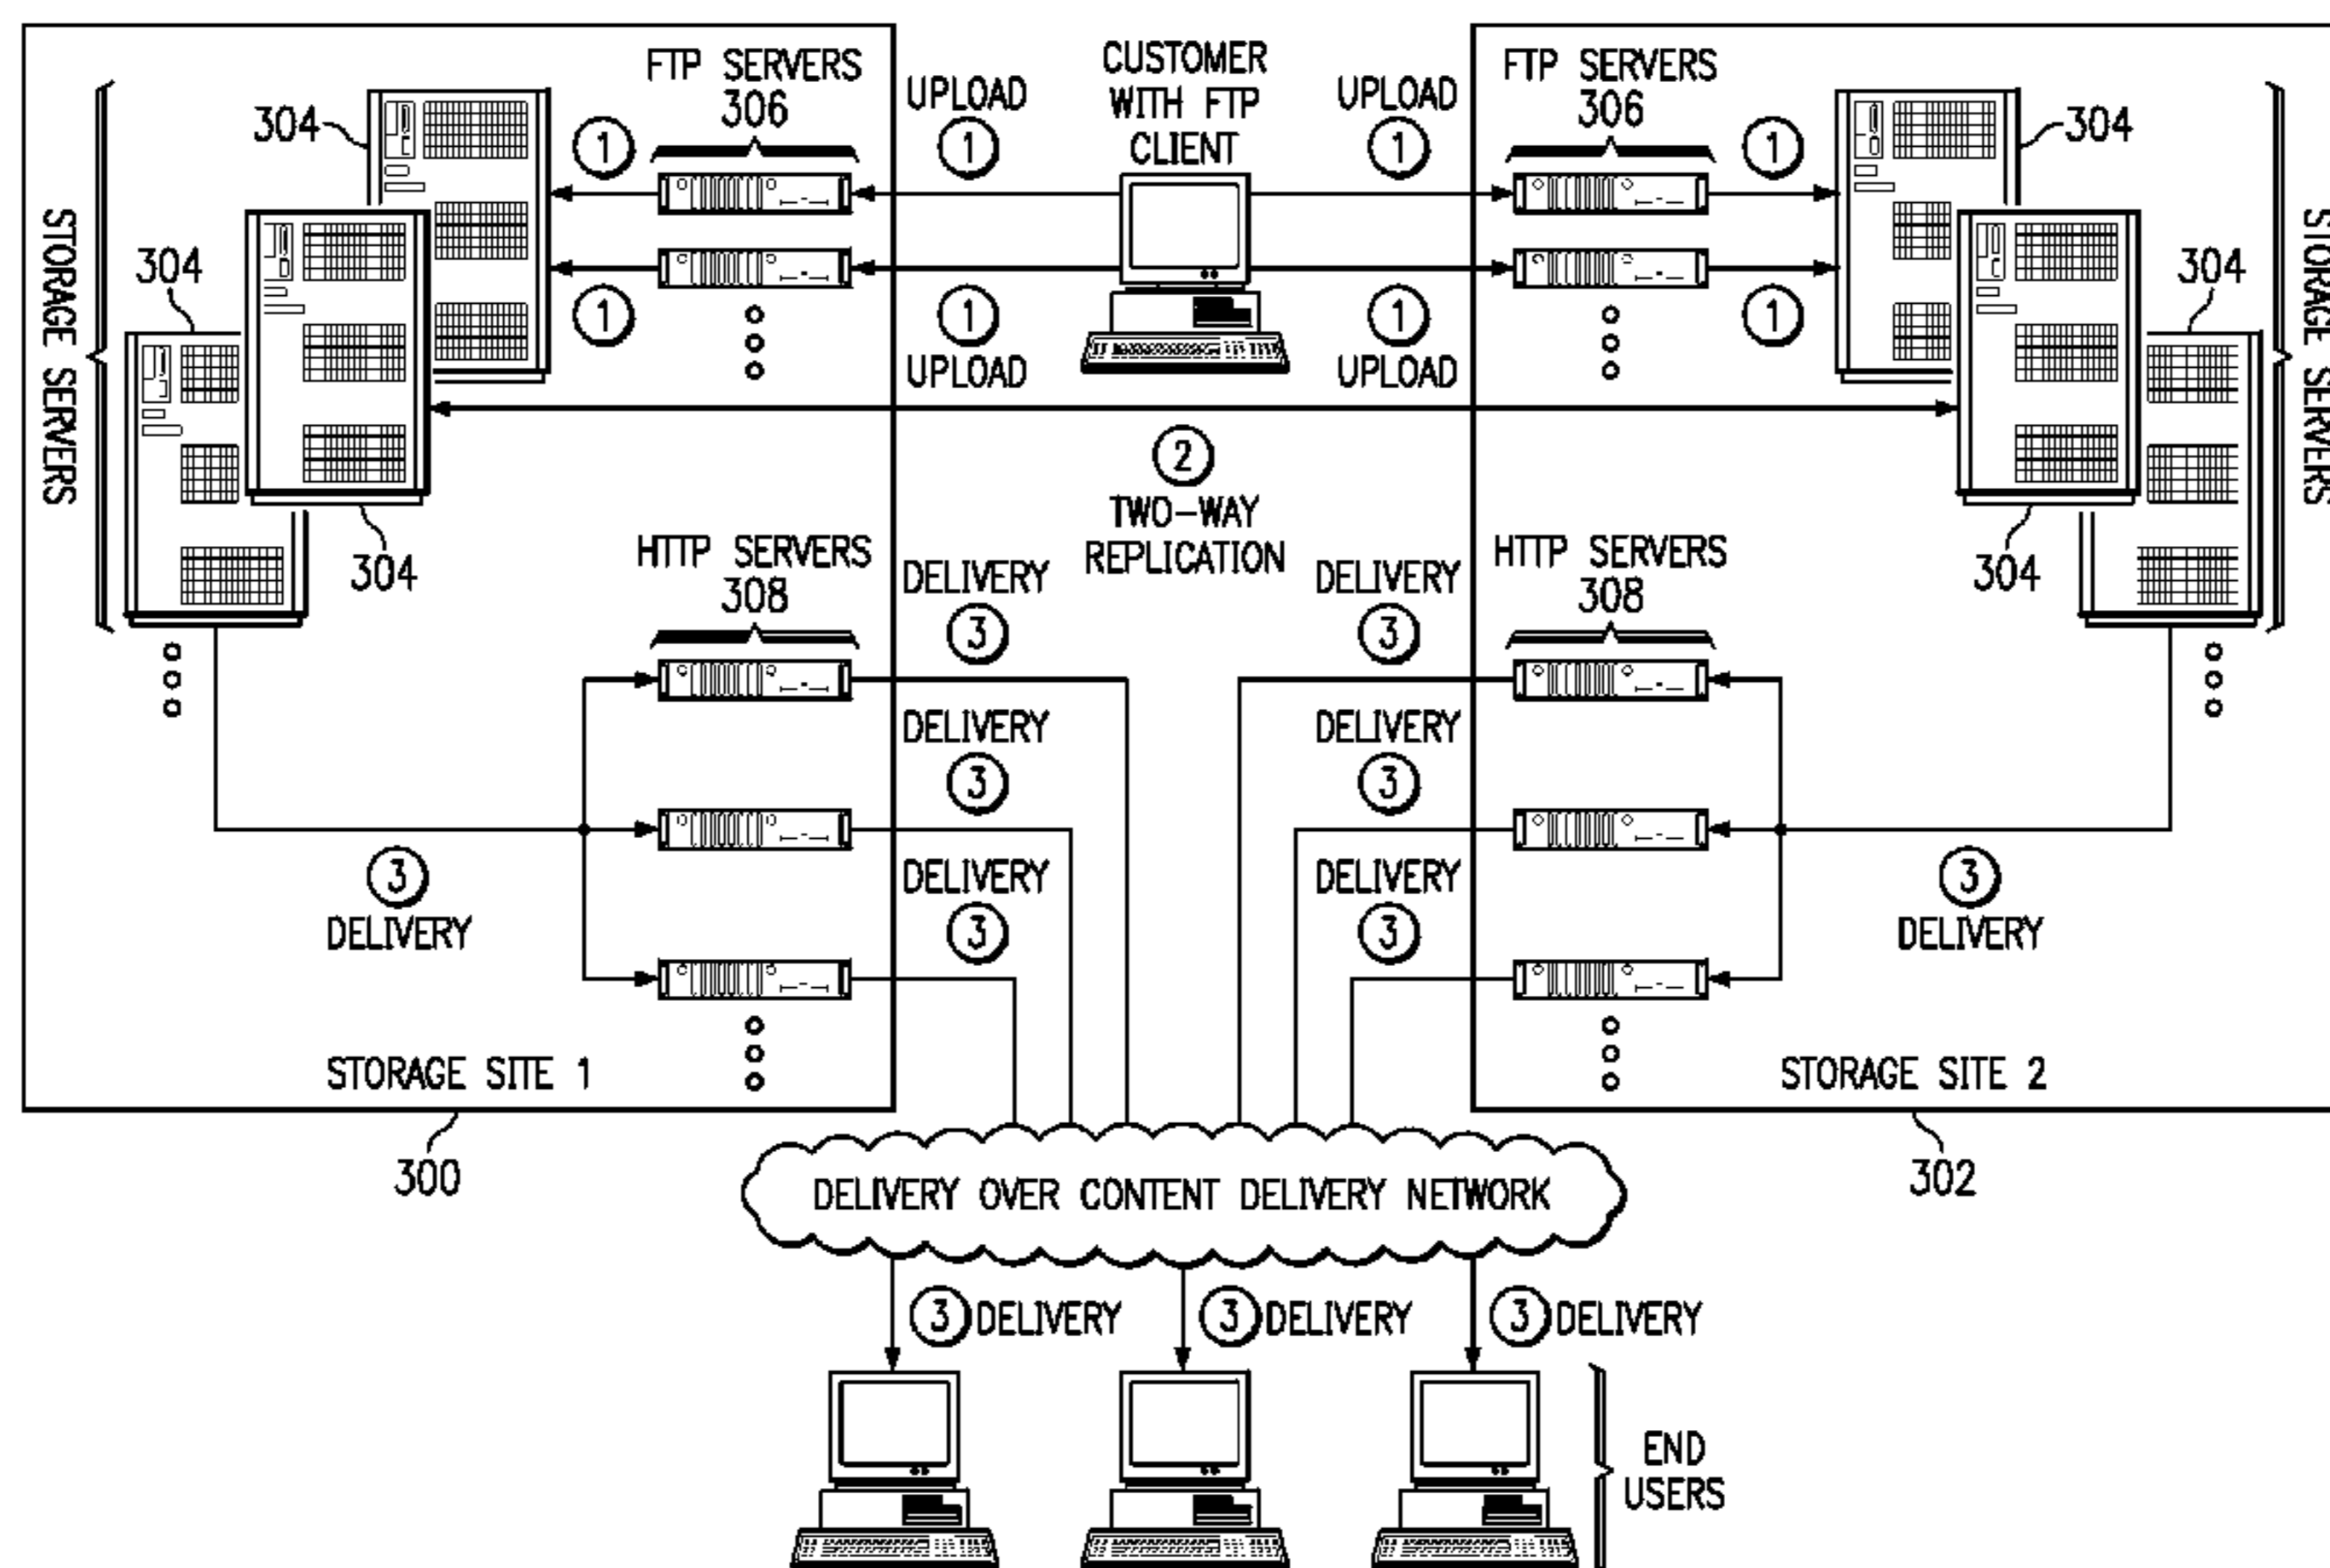 FTP SERVERS
306
UPLOAD
1
CUSTOMER
WITH FTP
CLIENT
UPLOAD
1
FTP SERVERS
306
304
1
1
304
STORAGE SERVERS
304
1
1
UPLOAD
1
UPLOAD
1
304
STORAGE SERVERS
2
TWO-WAY
REPLICATION
304
HTTP SERVERS
308
DELIVERY
3
DELIVERY
3
HTTP SERVERS
308
304
DELIVERY
3
DELIVERY
3
3
DELIVERY
DELIVERY
3
DELIVERY
3
3
DELIVERY
STORAGE SITE 1
STORAGE SITE 2
300
302
DELIVERY OVER CONTENT DELIVERY NETWORK
3 DELIVERY
3 DELIVERY
3 DELIVERY
END
USERS